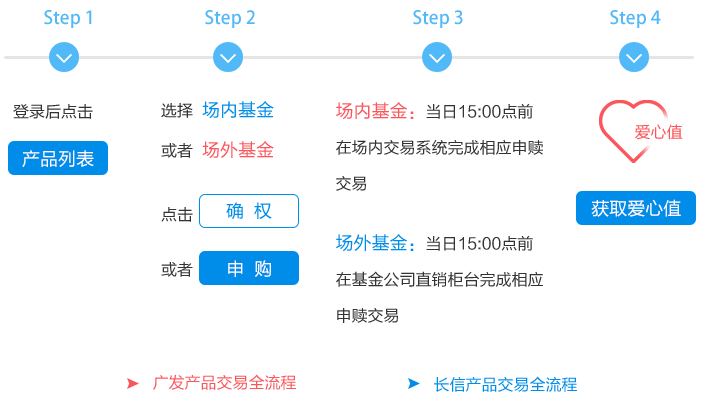 Step 1
Step 2
Step 3
Step 4
登录后点击
产品列表
选择 场内基金
或者 场外基金
点击 确 权
或者 申 购
场内基金：当日15:00点前
在场内交易系统完成相应申赎
交易
场外基金：当日15:00点前
在基金公司直销柜台完成相应
申赎交易
爱心值
获取爱心值
广发产品交易全流程
长信产品交易全流程